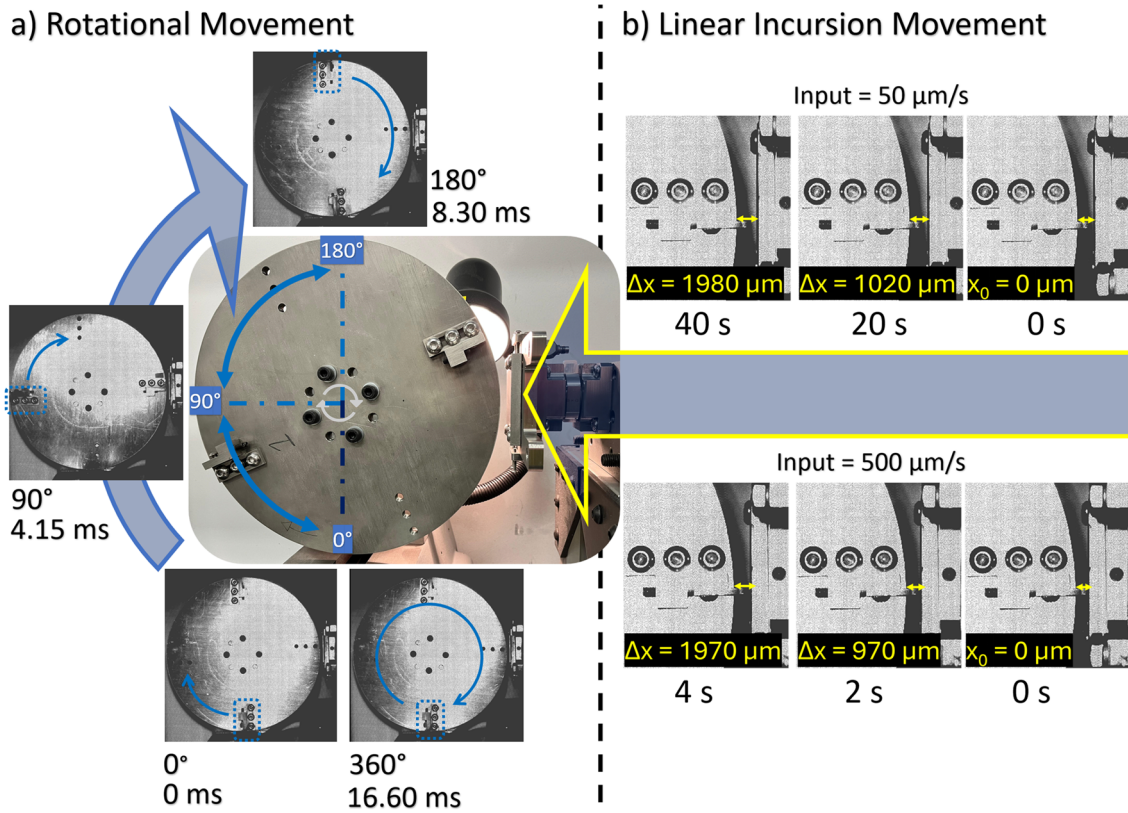 a) Rotational Movement
180°
8.30 ms
180°
90°
0°
90°
4.15 ms
0°
0 ms
360°
16.60 ms
b) Linear Incursion Movement
Input = 50 µm/s
Δx = 1980 µm
Δx = 1020 µm
x₀ = 0 µm
40 s
20 s
0 s
Input = 500 µm/s
Δx = 1970 µm
Δx = 970 µm
x₀ = 0 µm
4 s
2 s
0 s